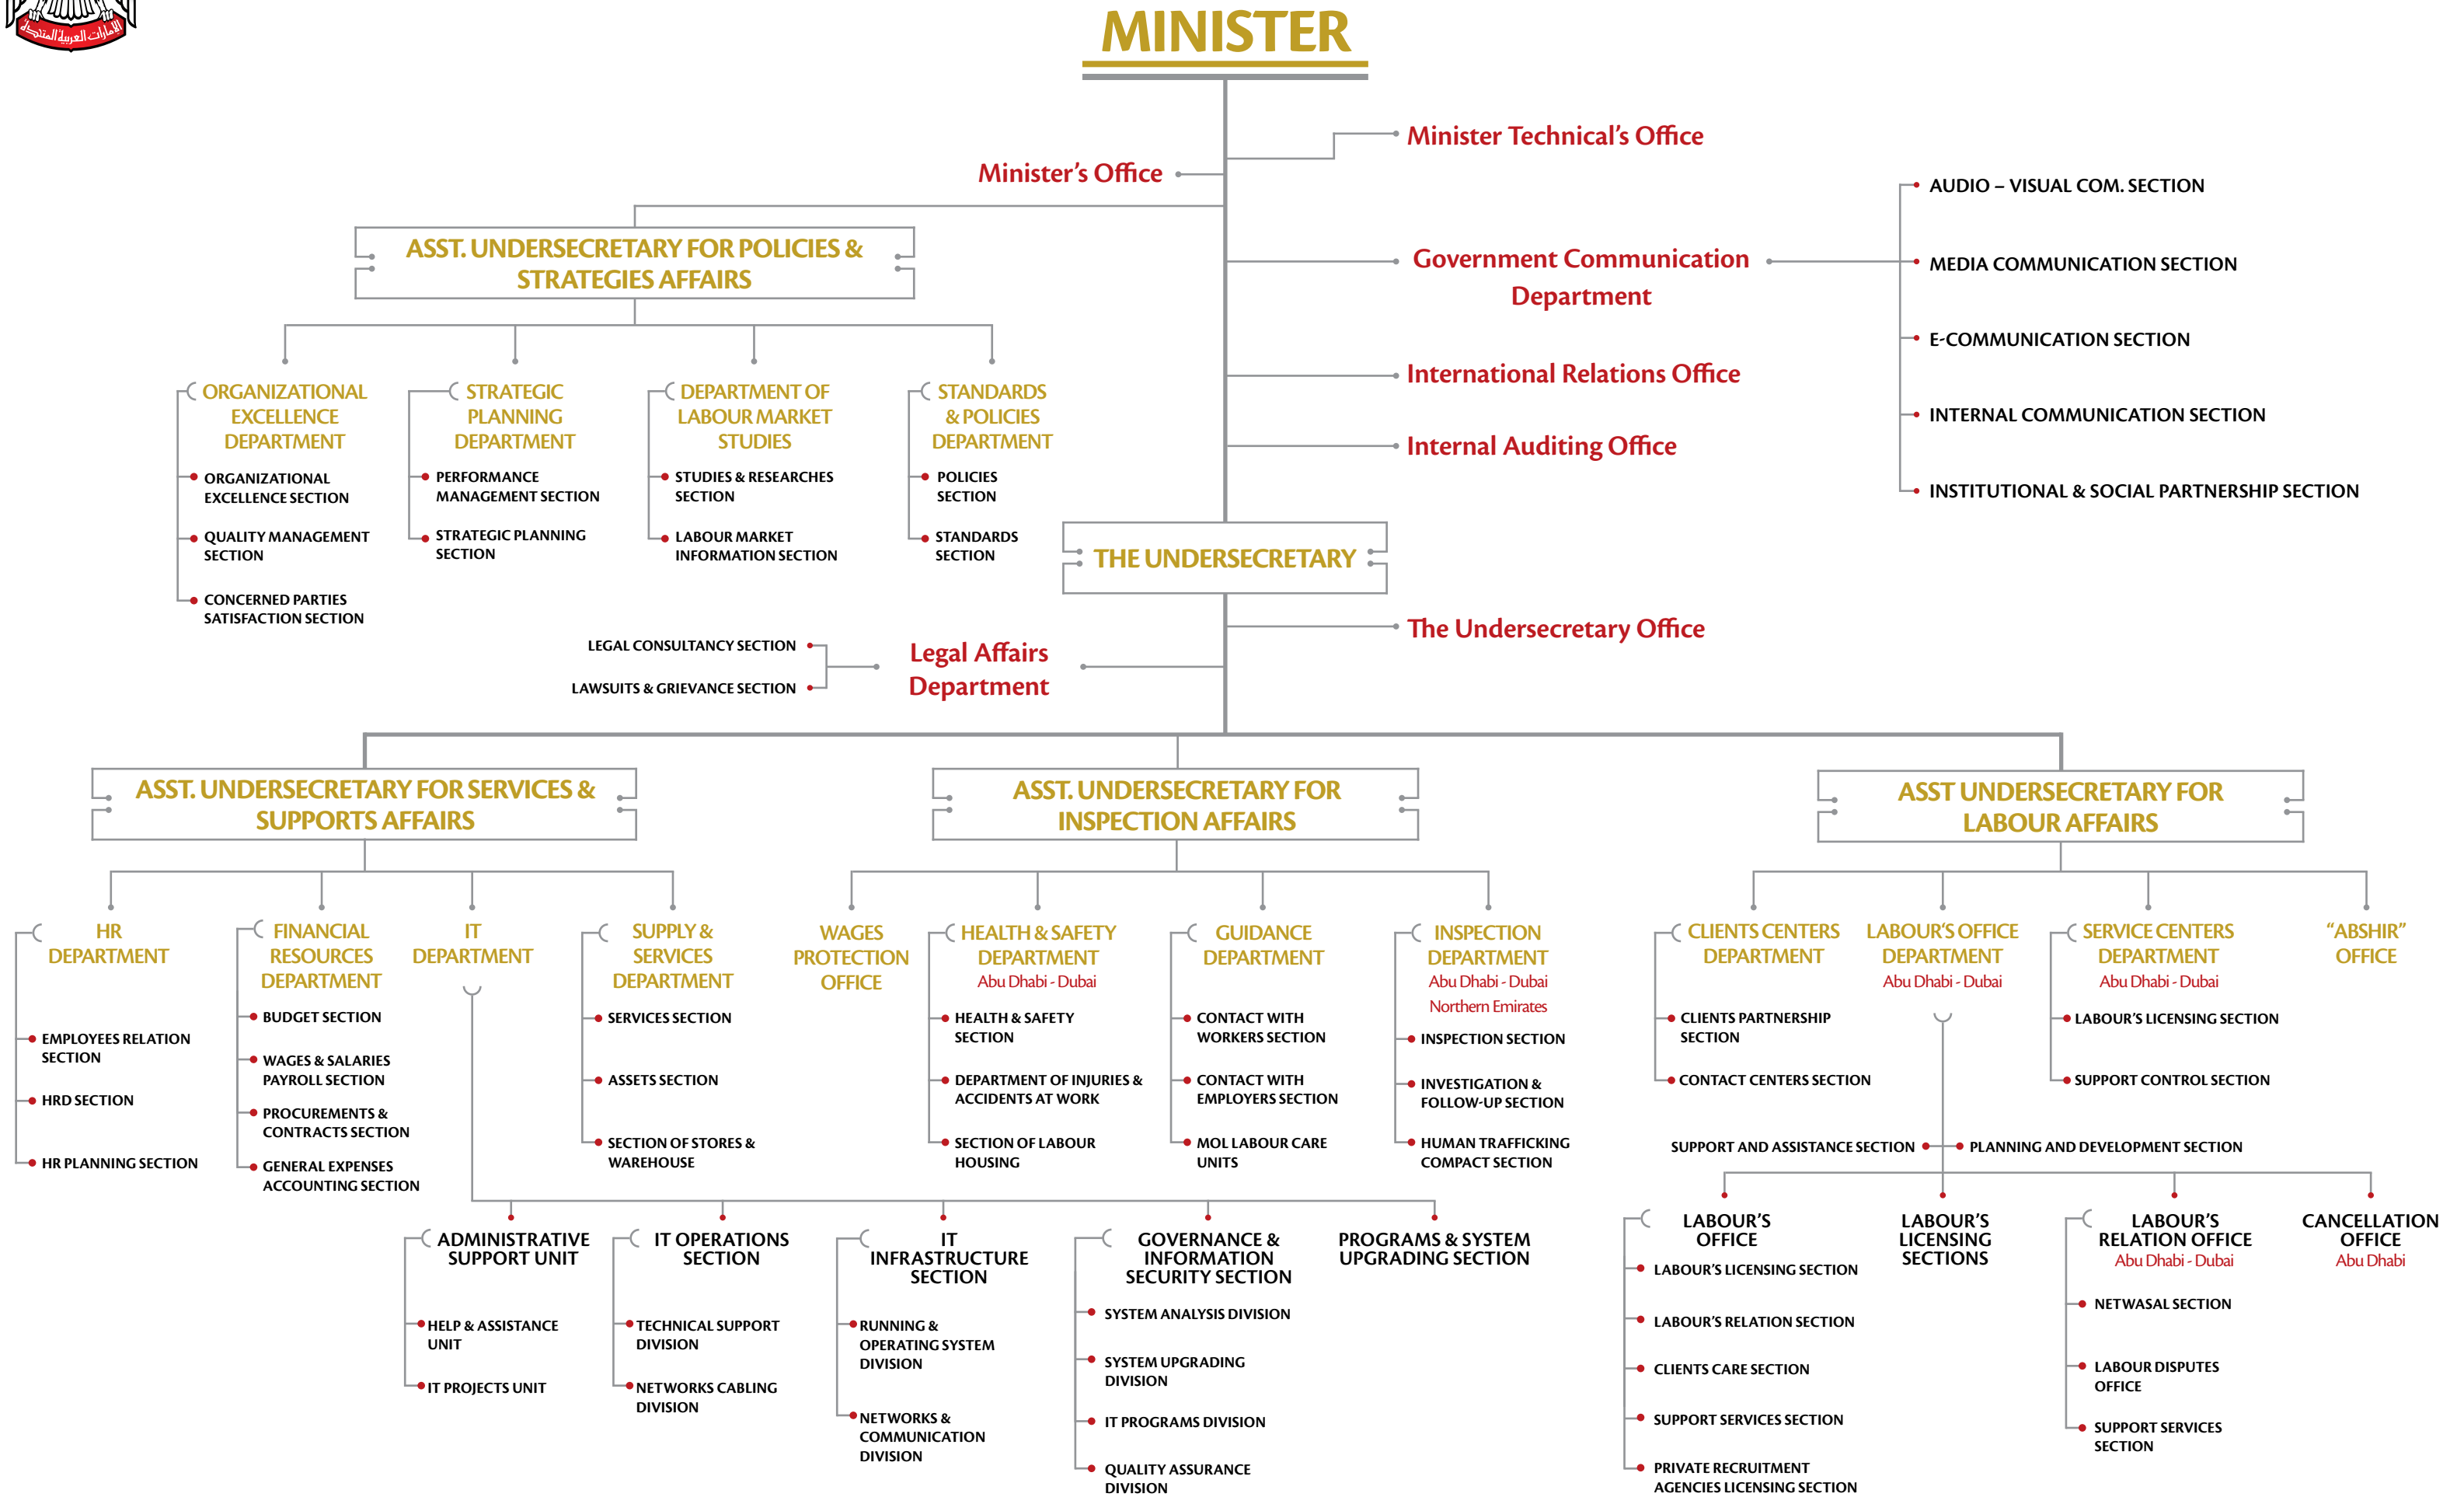 الإمارات العربية المتحدة
MINISTER
Minister Technical's Office
Minister's Office
AUDIO – VISUAL COM. SECTION
ASST. UNDERSECRETARY FOR POLICIES &
STRATEGIES AFFAIRS
Government Communication
Department
MEDIA COMMUNICATION SECTION
E-COMMUNICATION SECTION
INTERNAL COMMUNICATION SECTION
INSTITUTIONAL & SOCIAL PARTNERSHIP SECTION
International Relations Office
Internal Auditing Office
ORGANIZATIONAL
EXCELLENCE
DEPARTMENT
ORGANIZATIONAL
EXCELLENCE SECTION
QUALITY MANAGEMENT
SECTION
CONCERNED PARTIES
SATISFACTION SECTION
STRATEGIC
PLANNING
DEPARTMENT
PERFORMANCE
MANAGEMENT SECTION
STRATEGIC PLANNING
SECTION
DEPARTMENT OF
LABOUR MARKET
STUDIES
STUDIES & RESEARCHES
SECTION
LABOUR MARKET
INFORMATION SECTION
STANDARDS
& POLICIES
DEPARTMENT
POLICIES
SECTION
STANDARDS
SECTION
THE UNDERSECRETARY
The Undersecretary Office
Legal Affairs
Department
LEGAL CONSULTANCY SECTION
LAWSUITS & GRIEVANCE SECTION
ASST. UNDERSECRETARY FOR SERVICES &
SUPPORTS AFFAIRS
ASST. UNDERSECRETARY FOR
INSPECTION AFFAIRS
ASST UNDERSECRETARY FOR
LABOUR AFFAIRS
HR
DEPARTMENT
EMPLOYEES RELATION
SECTION
HRD SECTION
HR PLANNING SECTION
FINANCIAL
RESOURCES
DEPARTMENT
BUDGET SECTION
WAGES & SALARIES
PAYROLL SECTION
PROCUREMENTS &
CONTRACTS SECTION
GENERAL EXPENSES
ACCOUNTING SECTION
IT
DEPARTMENT
SUPPLY &
SERVICES
DEPARTMENT
SERVICES SECTION
ASSETS SECTION
SECTION OF STORES &
WAREHOUSE
WAGES
PROTECTION
OFFICE
HEALTH & SAFETY
DEPARTMENT
Abu Dhabi - Dubai
HEALTH & SAFETY
SECTION
DEPARTMENT OF INJURIES &
ACCIDENTS AT WORK
SECTION OF LABOUR
HOUSING
GUIDANCE
DEPARTMENT
CONTACT WITH
WORKERS SECTION
CONTACT WITH
EMPLOYERS SECTION
MOL LABOUR CARE
UNITS
INSPECTION
DEPARTMENT
Abu Dhabi - Dubai
Northern Emirates
INSPECTION SECTION
INVESTIGATION &
FOLLOW-UP SECTION
HUMAN TRAFFICKING
COMPACT SECTION
CLIENTS CENTERS
DEPARTMENT
CLIENTS PARTNERSHIP
SECTION
CONTACT CENTERS SECTION
LABOUR'S OFFICE
DEPARTMENT
Abu Dhabi - Dubai
SERVICE CENTERS
DEPARTMENT
Abu Dhabi - Dubai
LABOUR'S LICENSING SECTION
SUPPORT CONTROL SECTION
“ABSHIR”
OFFICE
SUPPORT AND ASSISTANCE SECTION
PLANNING AND DEVELOPMENT SECTION
ADMINISTRATIVE
SUPPORT UNIT
HELP & ASSISTANCE
UNIT
IT PROJECTS UNIT
IT OPERATIONS
SECTION
TECHNICAL SUPPORT
DIVISION
NETWORKS CABLING
DIVISION
IT
INFRASTRUCTURE
SECTION
RUNNING &
OPERATING SYSTEM
DIVISION
NETWORKS &
COMMUNICATION
DIVISION
GOVERNANCE &
INFORMATION
SECURITY SECTION
SYSTEM ANALYSIS DIVISION
SYSTEM UPGRADING
DIVISION
IT PROGRAMS DIVISION
QUALITY ASSURANCE
DIVISION
PROGRAMS & SYSTEM
UPGRADING SECTION
LABOUR'S
OFFICE
LABOUR'S LICENSING SECTION
LABOUR'S RELATION SECTION
CLIENTS CARE SECTION
SUPPORT SERVICES SECTION
PRIVATE RECRUITMENT
AGENCIES LICENSING SECTION
LABOUR'S
LICENSING
SECTIONS
LABOUR'S
RELATION OFFICE
Abu Dhabi - Dubai
NETWASAL SECTION
LABOUR DISPUTES
OFFICE
SUPPORT SERVICES
SECTION
CANCELLATION
OFFICE
Abu Dhabi